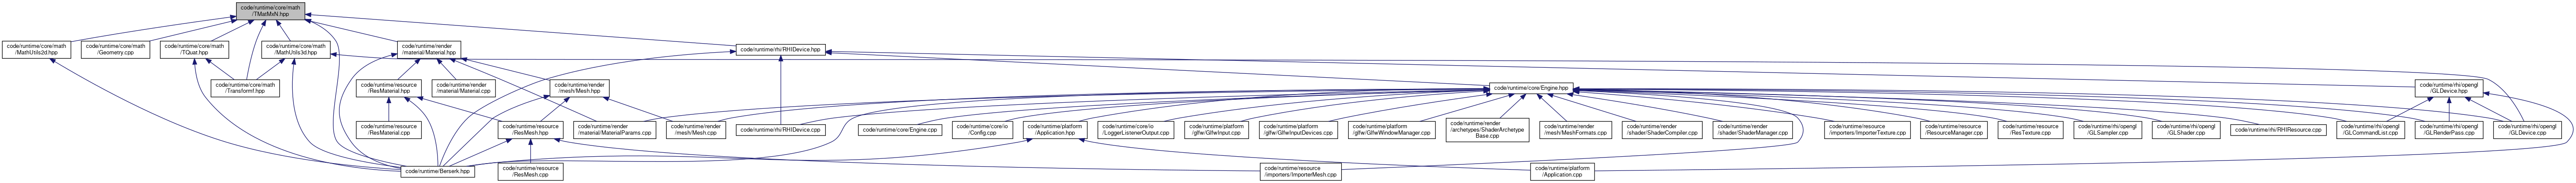 code/runtime/core/math
/TMatMxN.hpp
code/runtime/core/math
/MathUtils2d.hpp
code/runtime/core/math
/Geometry.cpp
code/runtime/core/math
/TQuat.hpp
code/runtime/core/math
/MathUtils3d.hpp
code/runtime/render
/material/Material.hpp
code/runtime/rhi/RHIDevice.hpp
code/runtime/core/math
/Transformf.hpp
code/runtime/resource
/ResMaterial.hpp
code/runtime/render
/material/Material.cpp
code/runtime/render
/mesh/Mesh.hpp
code/runtime/core/Engine.hpp
code/runtime/rhi/opengl
/GLDevice.hpp
code/runtime/resource
/ResMaterial.cpp
code/runtime/resource
/ResMesh.hpp
code/runtime/render
/material/MaterialParams.cpp
code/runtime/render
/mesh/Mesh.cpp
code/runtime/rhi/RHIDevice.cpp
code/runtime/core/Engine.cpp
code/runtime/core/io
/Config.cpp
code/runtime/platform
/Application.hpp
code/runtime/core/io
/LoggerListenerOutput.cpp
code/runtime/platform
/glfw/GlfwInput.cpp
code/runtime/platform
/glfw/GlfwInputDevices.cpp
code/runtime/platform
/glfw/GlfwWindowManager.cpp
code/runtime/render
/archetypes/ShaderArchetype
Base.cpp
code/runtime/render
/mesh/MeshFormats.cpp
code/runtime/render
/shader/ShaderCompiler.cpp
code/runtime/render
/shader/ShaderManager.cpp
code/runtime/resource
/importers/ImporterTexture.cpp
code/runtime/resource
/ResourceManager.cpp
code/runtime/resource
/ResTexture.cpp
code/runtime/rhi/opengl
/GLSampler.cpp
code/runtime/rhi/opengl
/GLShader.cpp
code/runtime/rhi/RHIResource.cpp
code/runtime/rhi/opengl
/GLCommandList.cpp
code/runtime/rhi/opengl
/GLRenderPass.cpp
code/runtime/rhi/opengl
/GLDevice.cpp
code/runtime/Berserk.hpp
code/runtime/resource
/ResMesh.cpp
code/runtime/resource
/importers/ImporterMesh.cpp
code/runtime/platform
/Application.cpp